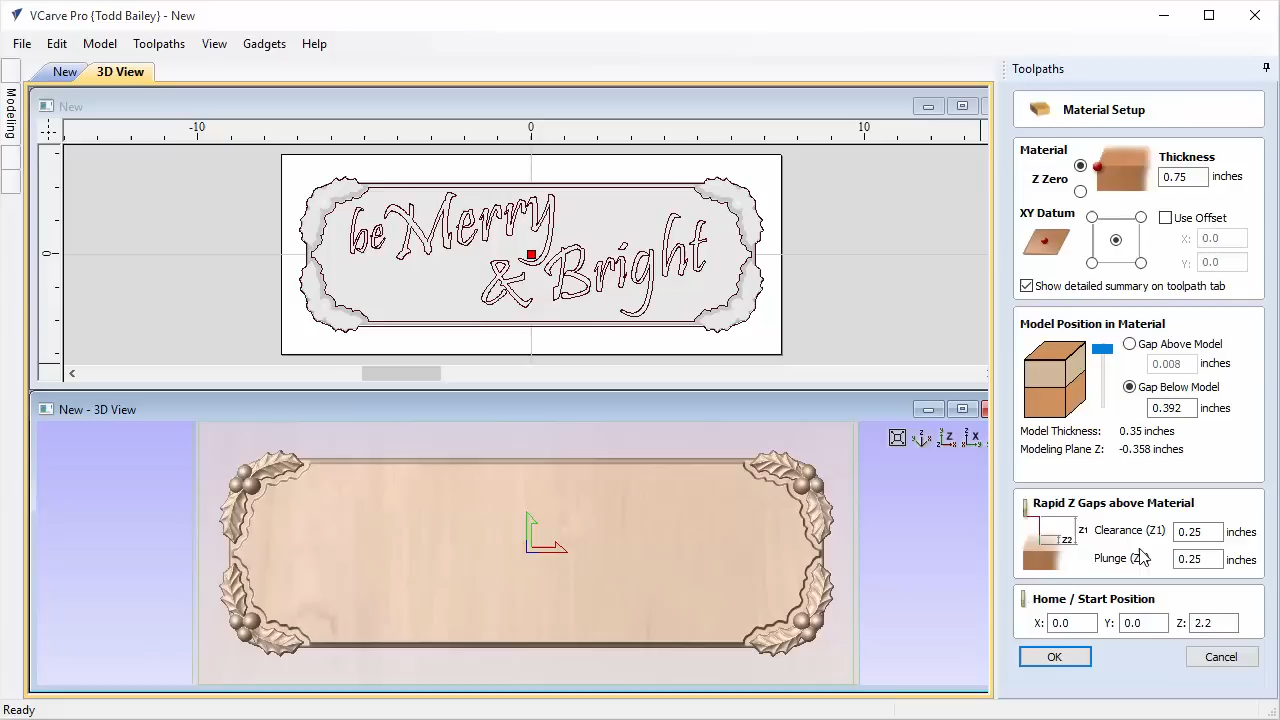 VCarve Pro {Todd Bailey} - New
File Edit Model Toolpaths View Gadgets Help
New 3D View
Modeling
New
-10 0 10
0
be Merry
& Bright
New - 3D View
Z Z X
Toolpaths
Material Setup
Material
Z Zero
Thickness
0.75 inches
XY Datum
Use Offset
X: 0.0
Y: 0.0
Show detailed summary on toolpath tab
Model Position in Material
Gap Above Model
0.008 inches
Gap Below Model
0.392 inches
Model Thickness: 0.35 inches
Modeling Plane Z: -0.358 inches
Rapid Z Gaps above Material
Z1 Clearance (Z1) 0.25 inches
Z2 Plunge 0.25 inches
Home / Start Position
X: 0.0 Y: 0.0 Z: 2.2
OK Cancel
Ready